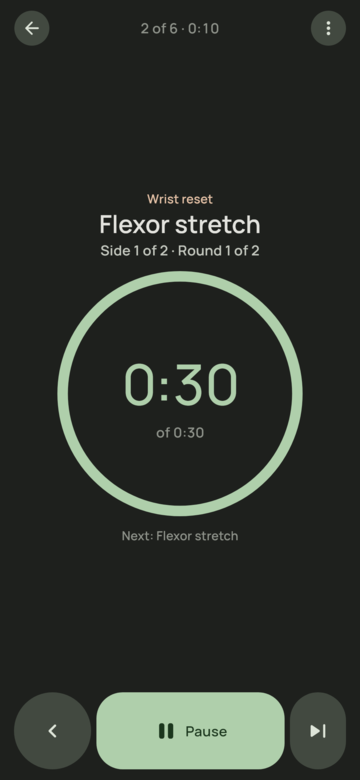 2 of 6 · 0:10
Wrist reset
Flexor stretch
Side 1 of 2 · Round 1 of 2
0:30
of 0:30
Next: Flexor stretch
Pause